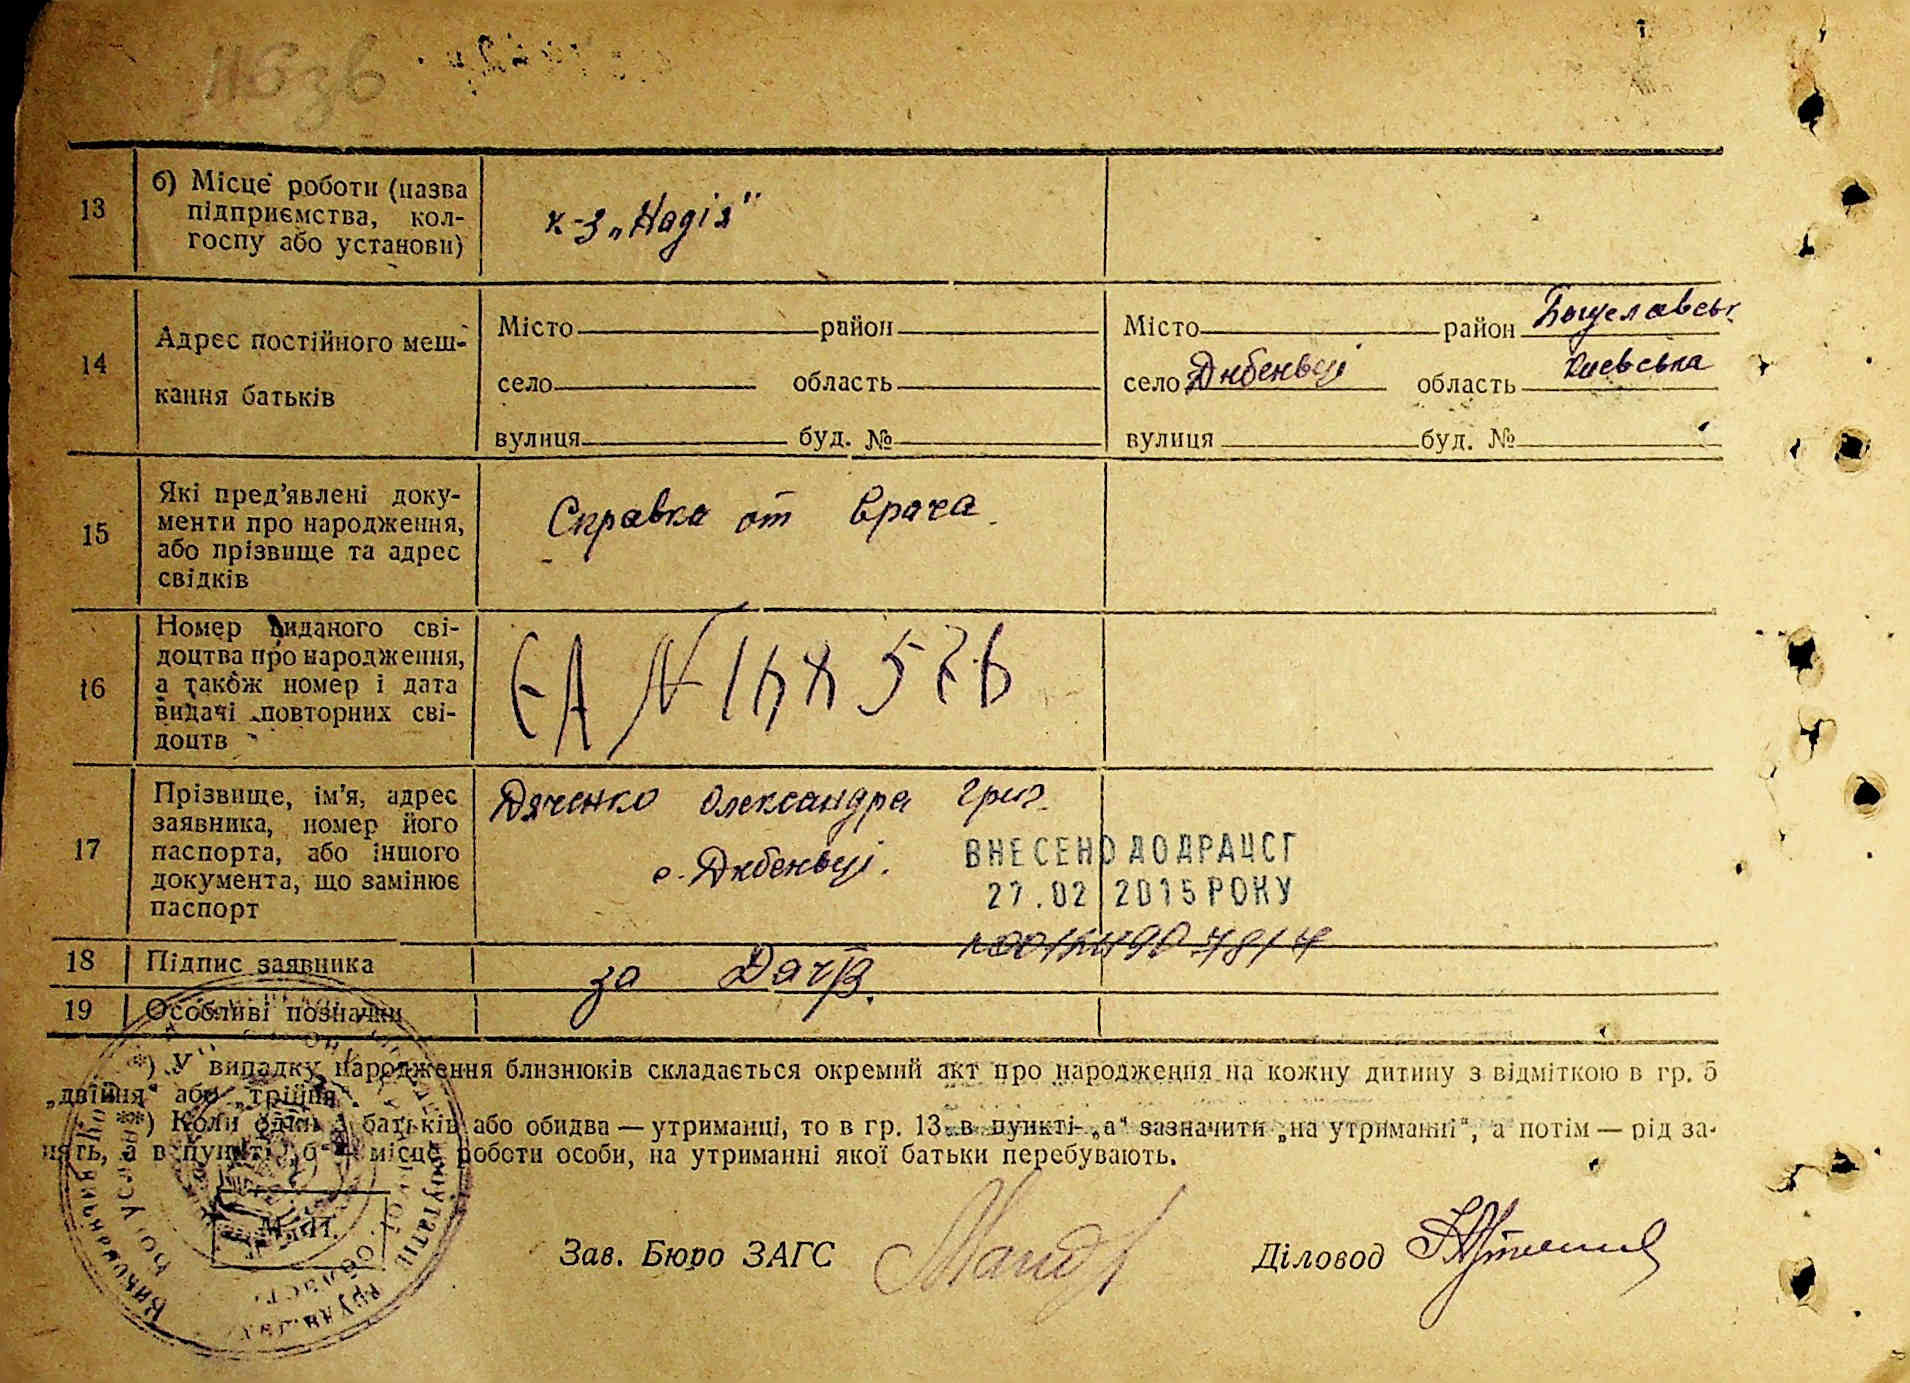 13
б) Місце роботи (назва
підприємства, кол-
госпу або установи)
к-з „Надія"
14
Адрес постійного меш-
кання батьків
Місто район
село область
вулиця буд. №
Місто район Богуславськ.
село Дибенці область Киевська
вулиця буд. №
15
Які пред'явлені доку-
менти про народження,
або прізвище та адрес
свідків
Справка от врача
16
Номер виданого сві-
доцтва про народження,
а також номер і дата
видачі повторних сві-
доцтв
ЄА №
17
Прізвище, ім'я, адрес
заявника, номер його
паспорта, або іншого
документа, що замінює
паспорт
Дяченко Олександра Григ.
с. Дибенці.
ВНЕСЕНО ДО ДРАЦСГ
27.02 2015 РОКУ
18
Підпис заявника
за
19
Особливі позначки
*) У випадку народження близнюків складається окремий акт про народження на кожну дитину з відміткою в гр. 5
„двійня“ або „трійня“.
**) Коли один з батьків або обидва — утриманці, то в гр. 13 в пункті „а“ зазначити „на утриманні“, а потім — рід за-
нять, а в пункті „б“ — місце роботи особи, на утриманні якої батьки перебувають.
М. П.
Зав. Бюро ЗАГС
Діловод